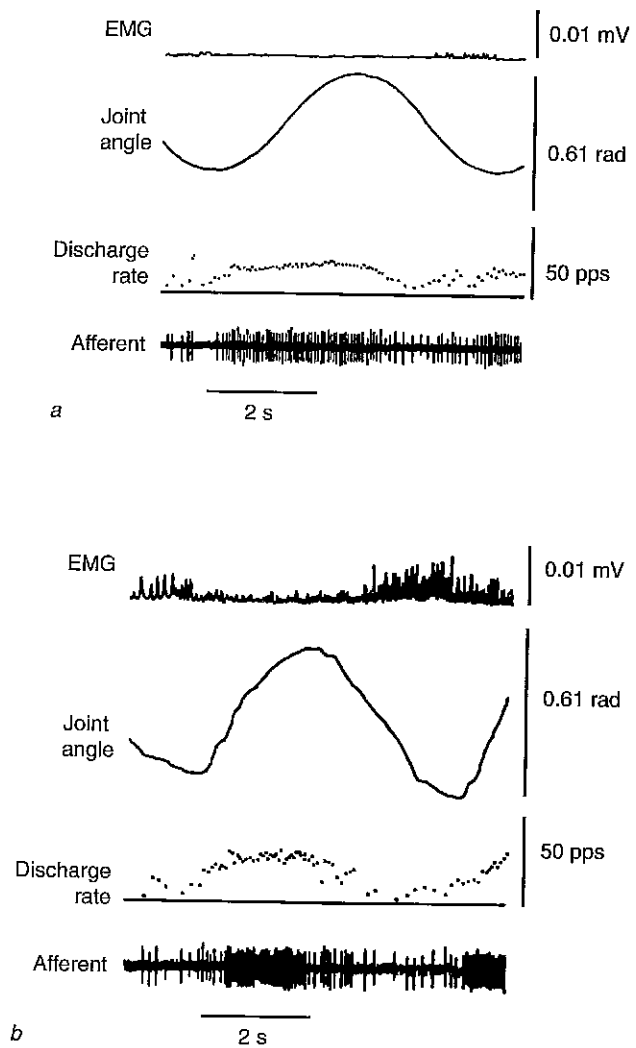 EMG
0.01 mV
Joint
angle
0.61 rad
Discharge
rate
50 pps
Afferent
2 s
a
EMG
0.01 mV
Joint
angle
0.61 rad
Discharge
rate
50 pps
Afferent
2 s
b